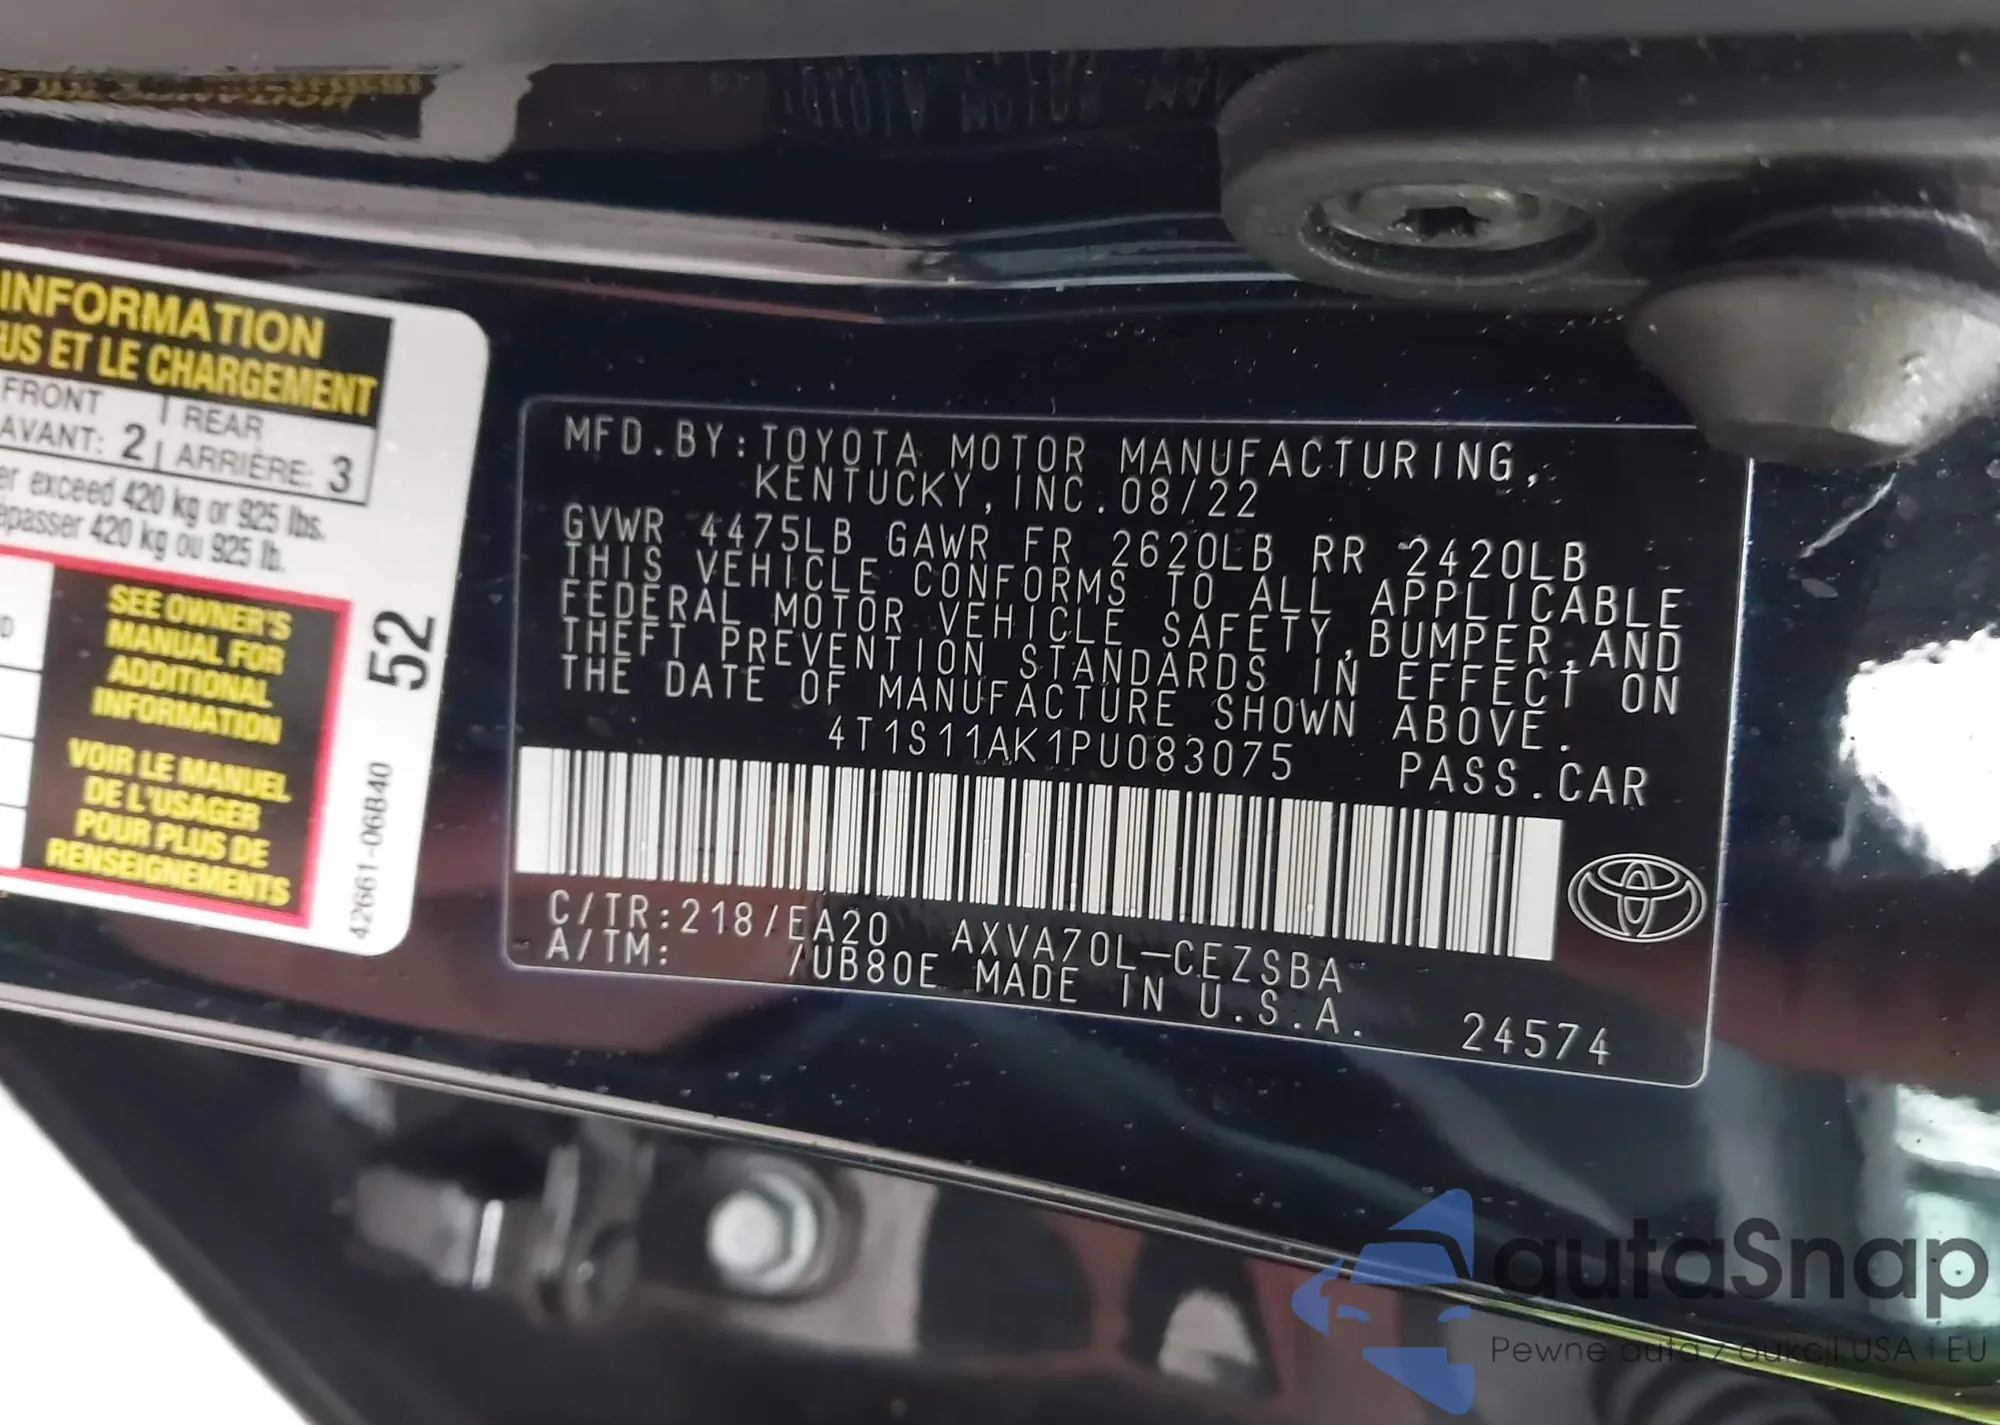 INFORMATION
US ET LE CHARGEMENT
FRONT REAR
AVANT: 2 ARRIÈRE: 3
er exceed 420 kg or 925 lbs.
épasser 420 kg ou 925 lb.
SEE OWNER'S
MANUAL FOR
ADDITIONAL
INFORMATION
VOIR LE MANUEL
DE L'USAGER
POUR PLUS DE
RENSEIGNEMENTS
52
42661-06B40
MFD.BY:TOYOTA MOTOR MANUFACTURING,
KENTUCKY,INC.08/22
GVWR 4475LB GAWR FR 2620LB RR 2420LB
THIS VEHICLE CONFORMS TO ALL APPLICABLE
FEDERAL MOTOR VEHICLE SAFETY,BUMPER,AND
THEFT PREVENTION STANDARDS IN EFFECT ON
THE DATE OF MANUFACTURE SHOWN ABOVE.
4T1S11AK1PU083075 PASS.CAR
C/TR:218/EA20 AXVA70L-CEZSBA
A/TM: 7UB80E MADE IN U.S.A.
24574
autaSnap
Pewne auta z aukcji USA i EU